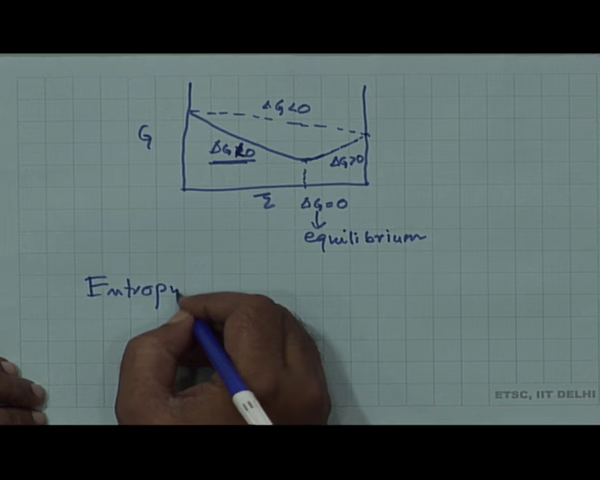 ΔG<0
G
ΔG<0
ΔG>0
ξ ΔG=0
equilibrium
Entropy
ETSC, IIT DELHI